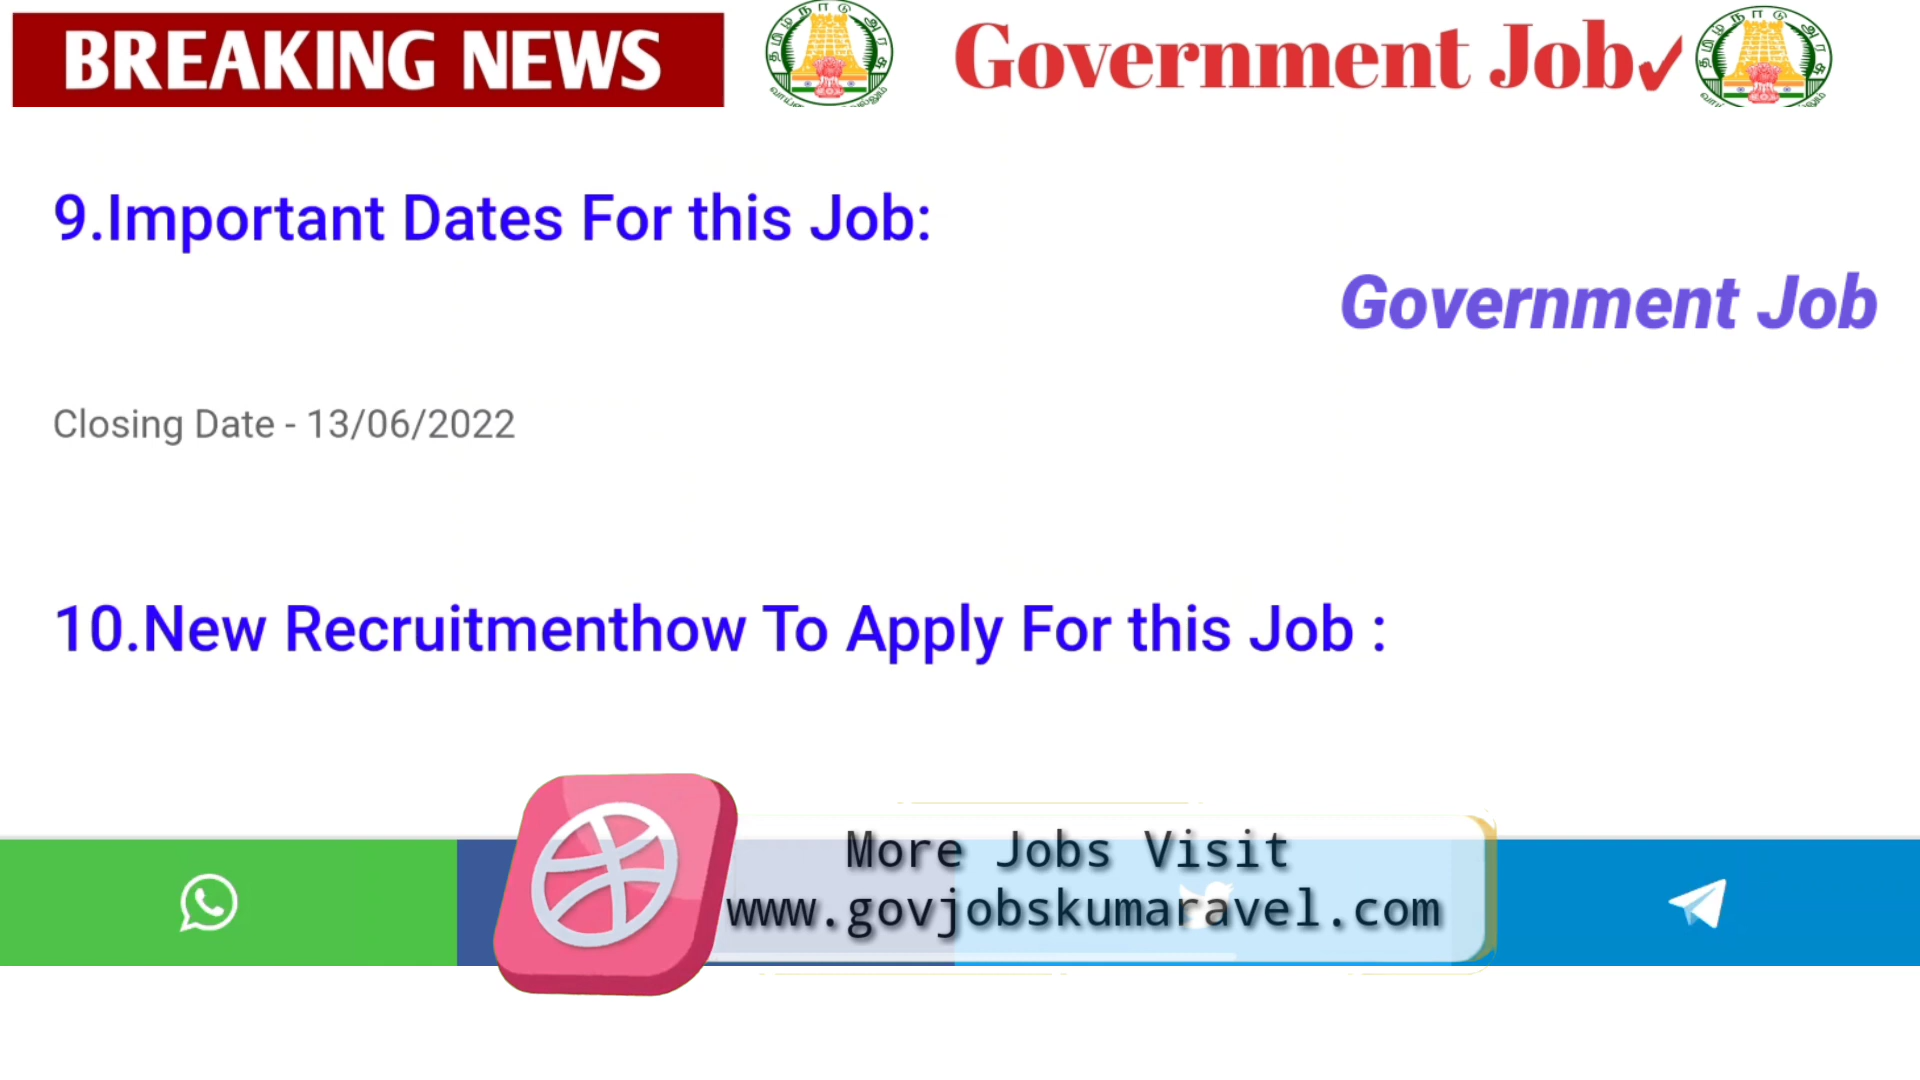 BREAKING NEWS
Government Job✓
9.Important Dates For this Job:
Government Job
Closing Date - 13/06/2022
10.New Recruitmenthow To Apply For this Job :
More Jobs Visit
www.govjobskumaravel.com